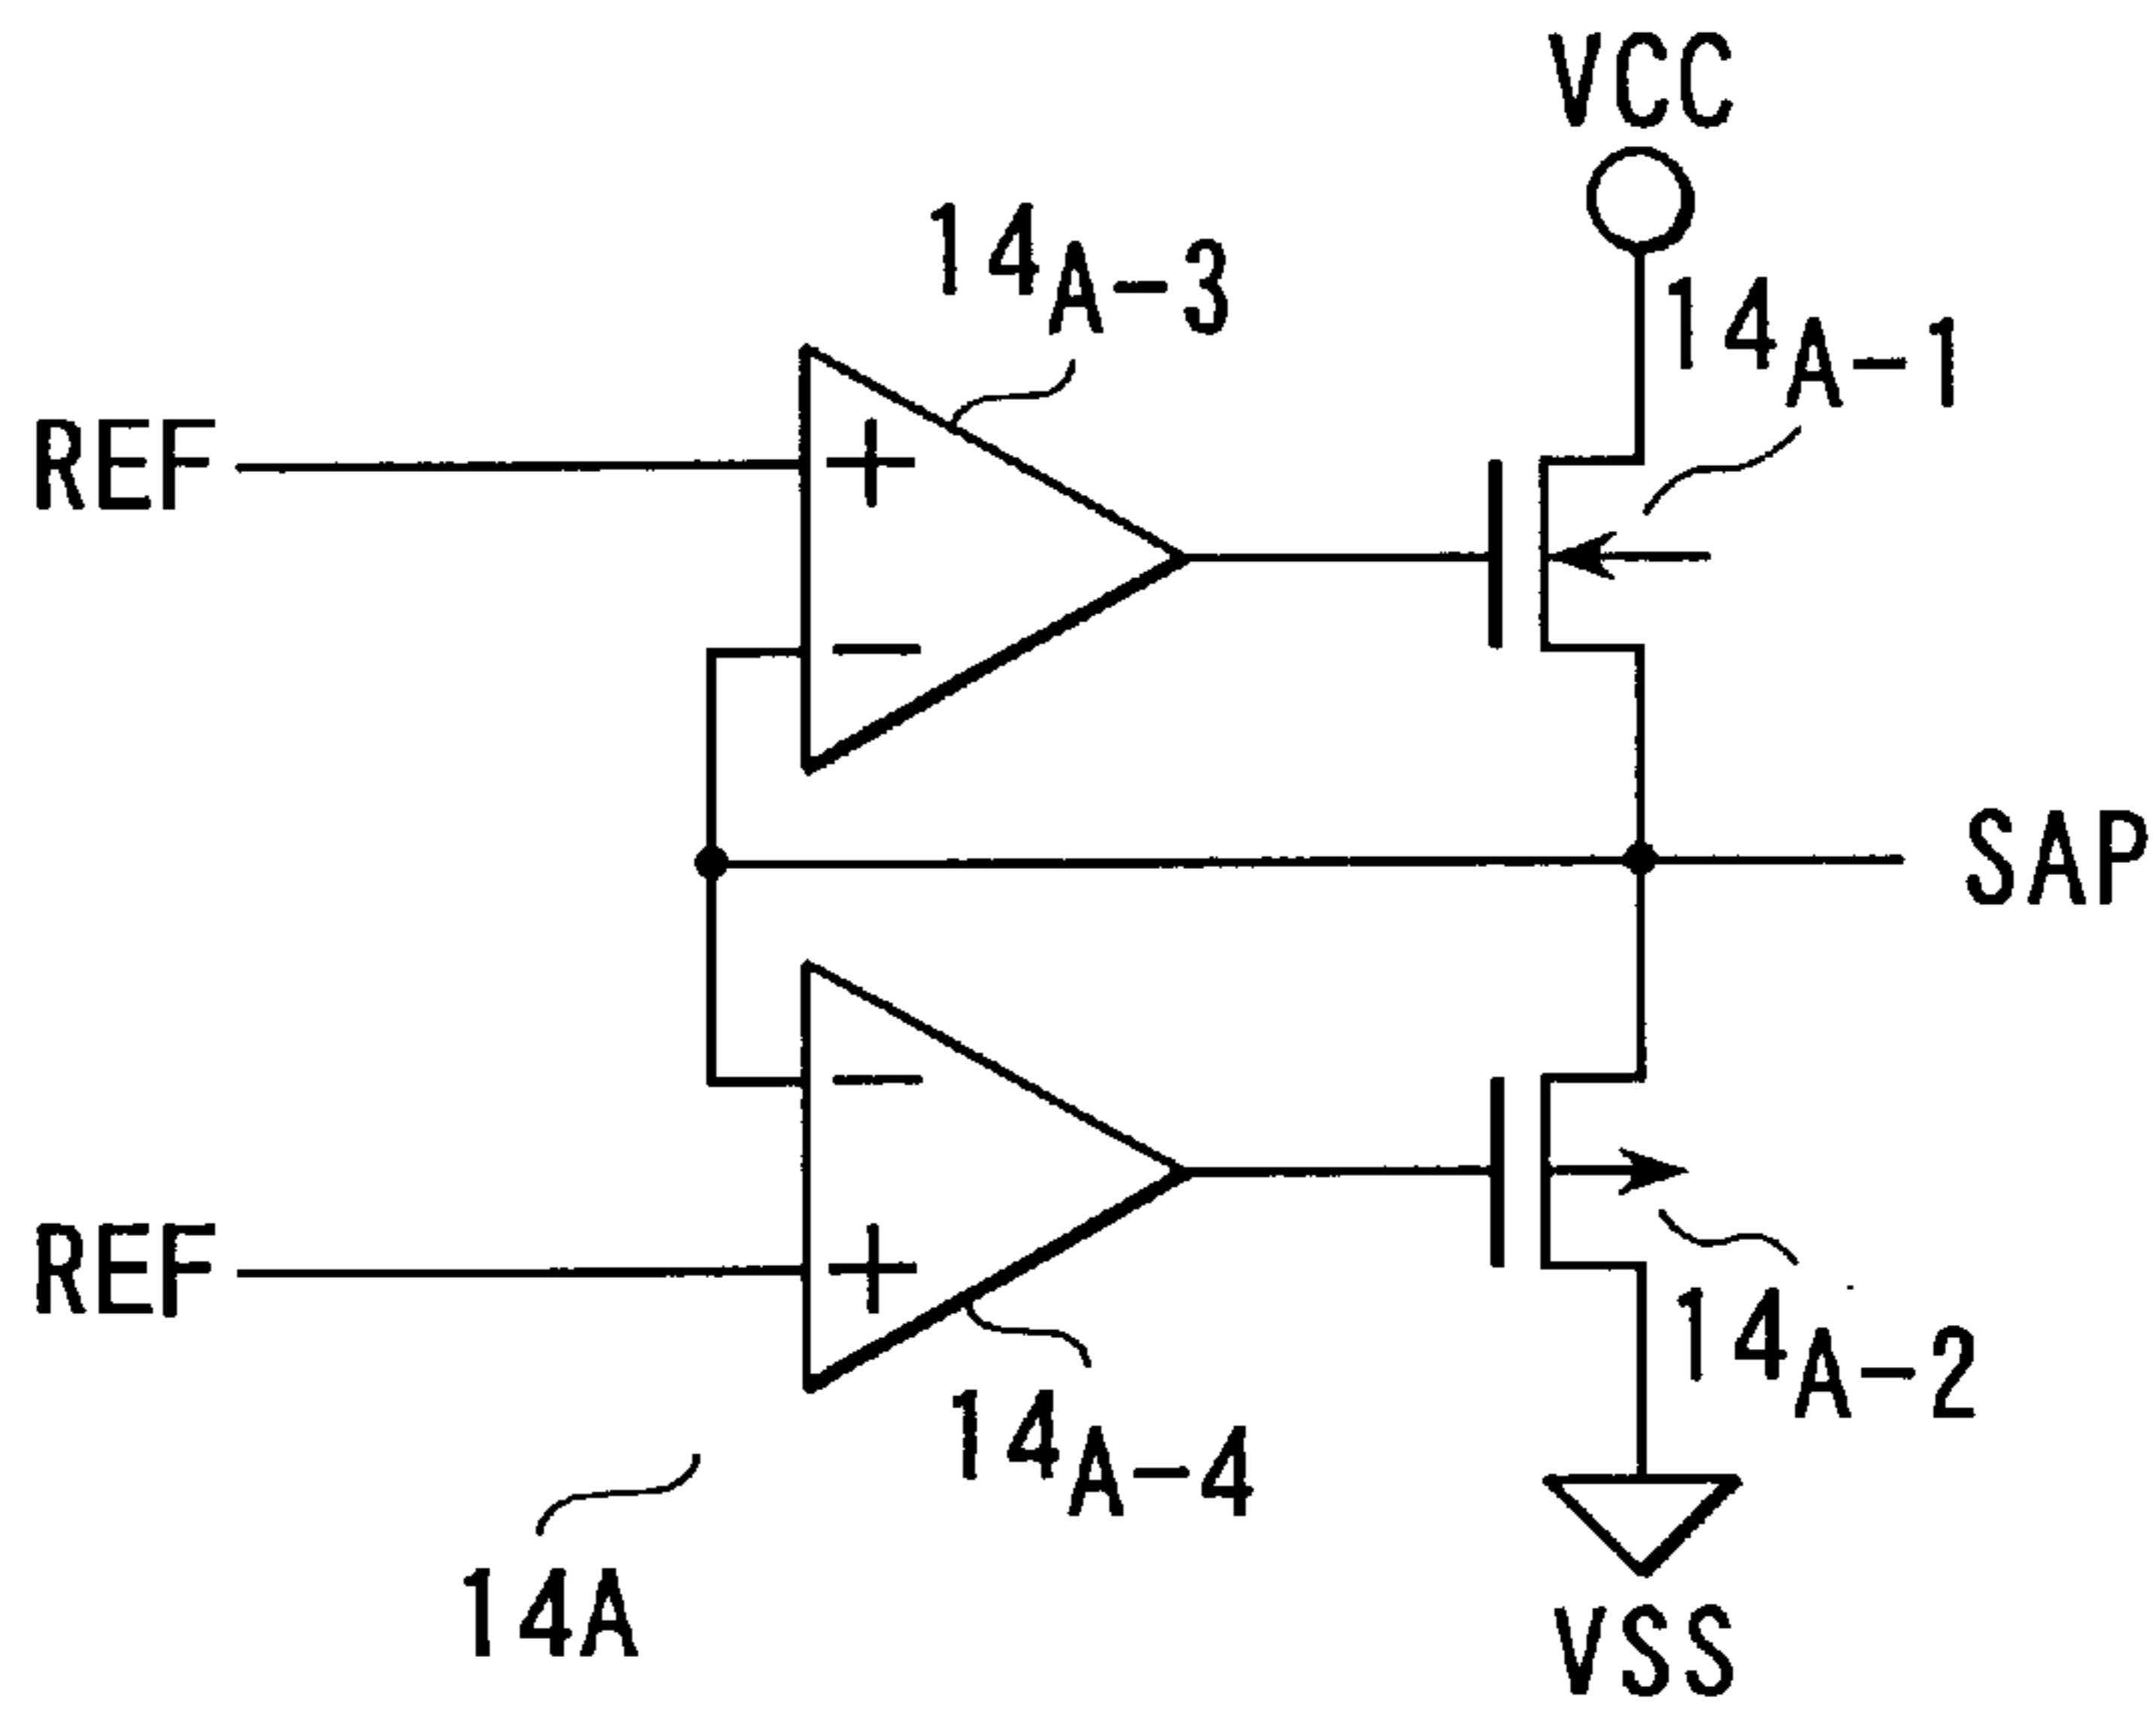 VCC
14A-3
14A-1
REF
+
−
SAP
−
REF
+
14A-2
14A-4
14A
VSS